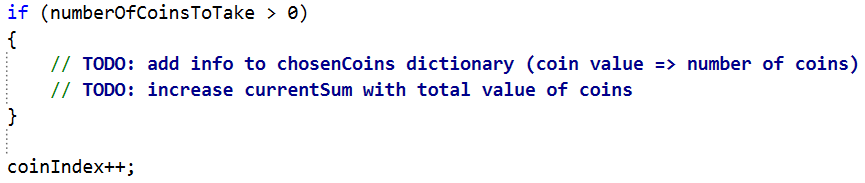 if (numberOfCoinsToTake > 0)
{
// TODO: add info to chosenCoins dictionary (coin value => number of coins)
// TODO: increase currentSum with total value of coins
}
coinIndex++;